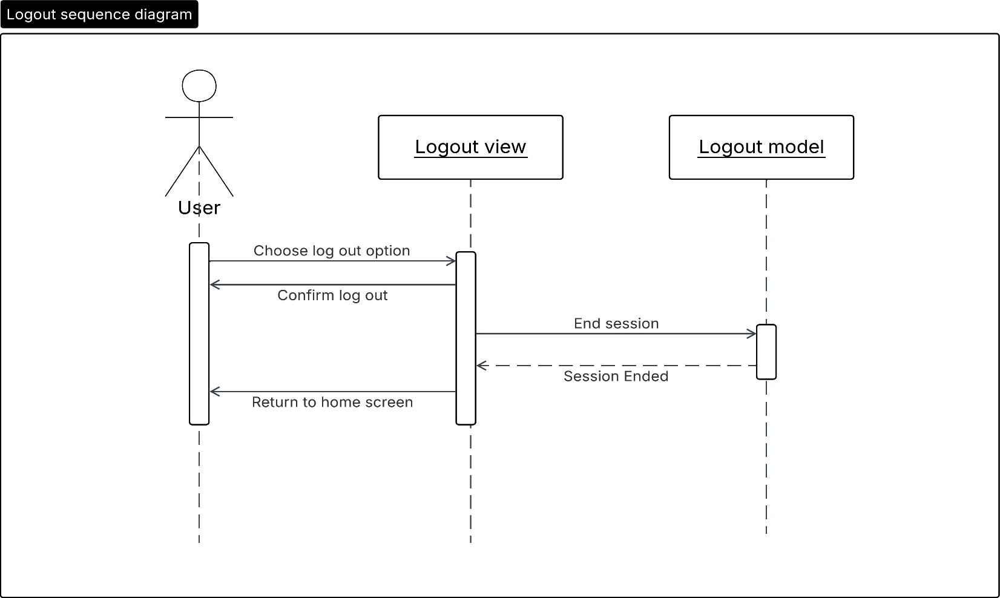 Logout sequence diagram
User
Logout view
Logout model
Choose log out option
Confirm log out
End session
Session Ended
Return to home screen